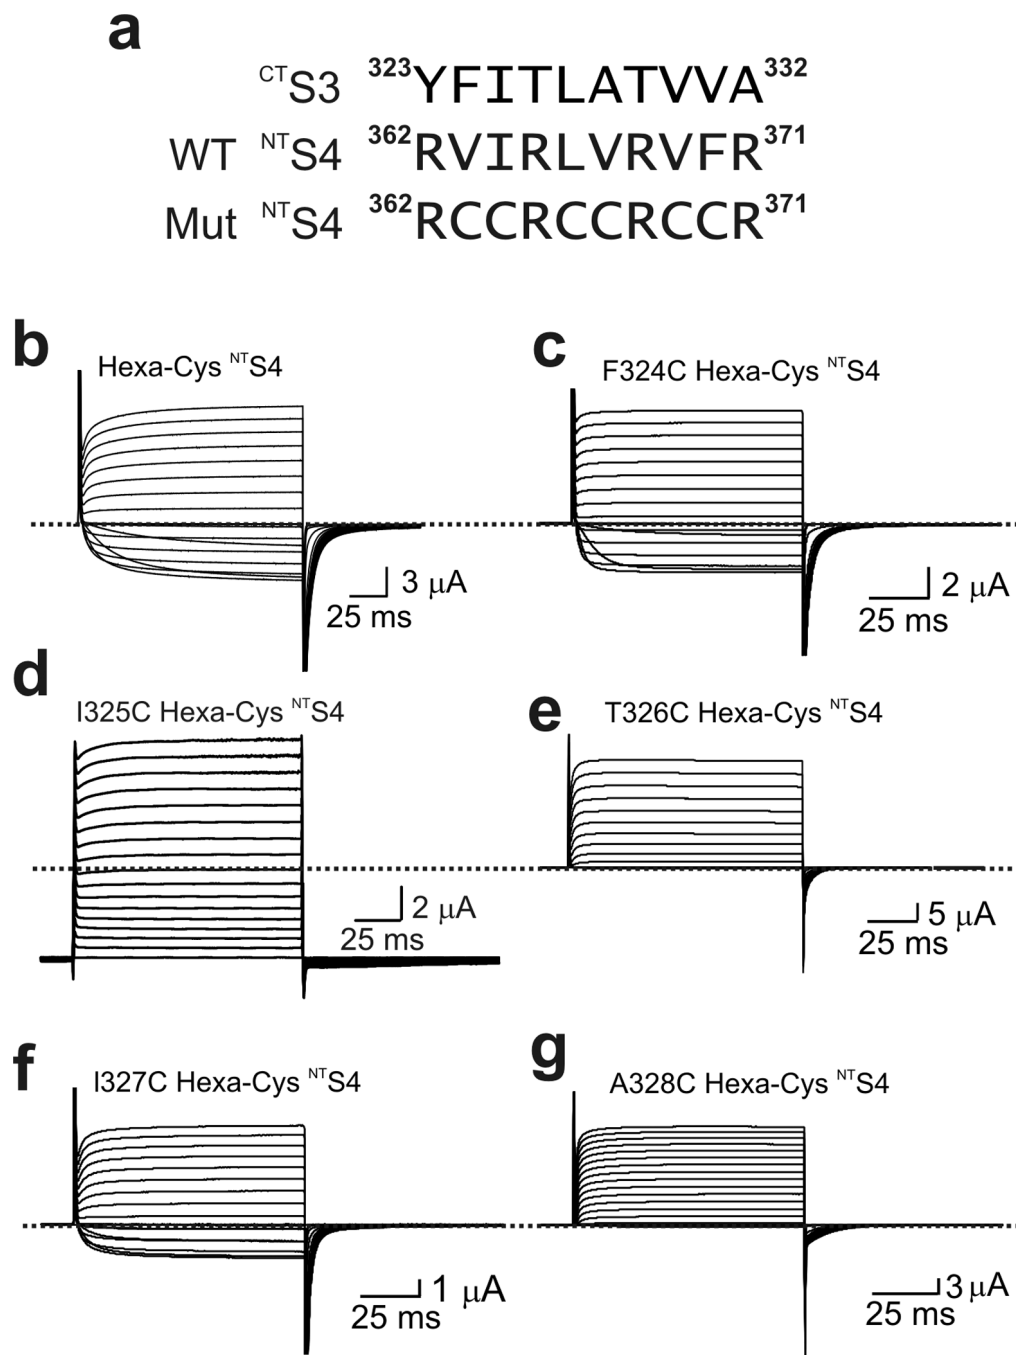 a
CTS3 323YFITLATVVA332
WT NTS4 362RVIRLVRVFR371
Mut NTS4 362RCCRCCRCCR371
b
Hexa-Cys NTS4
3 μA
25 ms
c
F324C Hexa-Cys NTS4
2 μA
25 ms
d
I325C Hexa-Cys NTS4
2 μA
25 ms
e
T326C Hexa-Cys NTS4
5 μA
25 ms
f
I327C Hexa-Cys NTS4
1 μA
25 ms
g
A328C Hexa-Cys NTS4
3 μA
25 ms